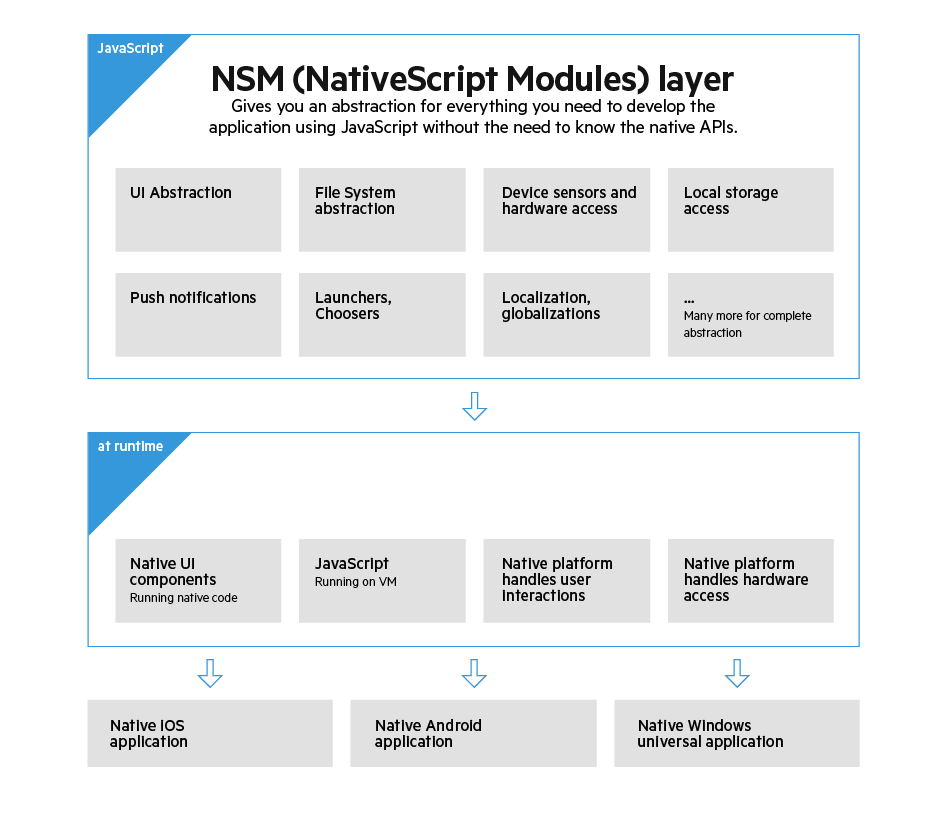 JavaScript
NSM (NativeScript Modules) layer
Gives you an abstraction for everything you need to develop the
application using JavaScript without the need to know the native APIs.
UI Abstraction
File System
abstraction
Device sensors and
hardware access
Local storage
access
Push notifications
Launchers,
Choosers
Localization,
globalizations
...
Many more for complete
abstraction
at runtime
Native UI
components
Running native code
JavaScript
Running on VM
Native platform
handles user
interactions
Native platform
handles hardware
access
Native iOS
application
Native Android
application
Native Windows
universal application